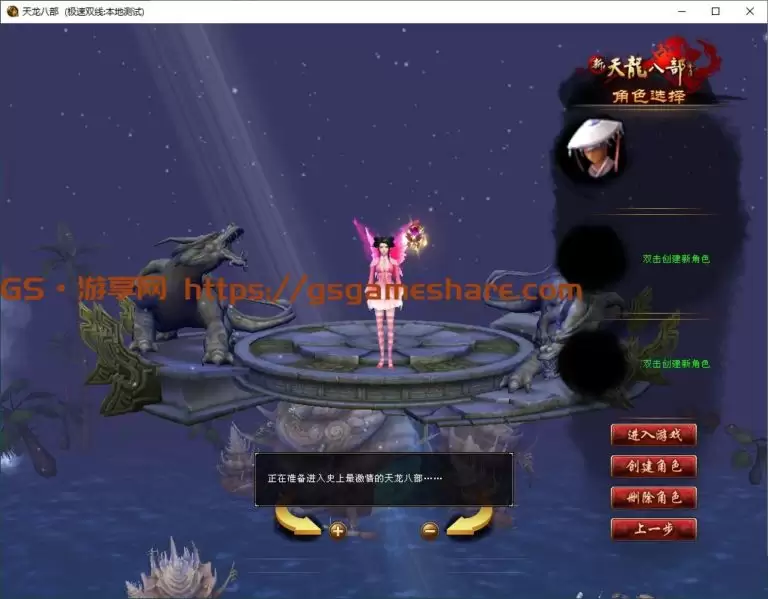 天龙八部 (极速双线:本地测试)
新天龍八部
角色选择
双击创建新角色
GS·游享网 https://gsgameshare.com
双击创建新角色
进入游戏
创建角色
删除角色
上一步
正在准备进入史上最激情的天龙八部……